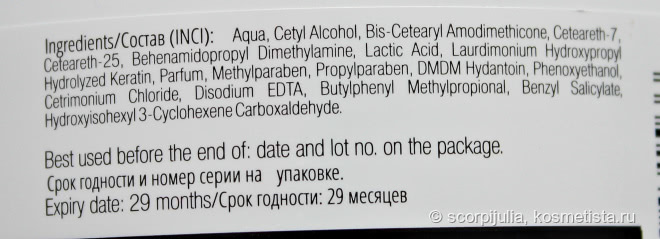 Ingredients/Состав (INCI): Aqua, Cetyl Alcohol, Bis-Cetearyl Amodimethicone, Ceteareth-7,
Ceteareth-25, Behenamidopropyl Dimethylamine, Lactic Acid, Laurdimonium Hydroxypropyl
Hydrolyzed Keratin, Parfum, Methylparaben, Propylparaben, DMDM Hydantoin, Phenoxyethanol,
Cetrimonium Chloride, Disodium EDTA, Butylphenyl Methylpropional, Benzyl Salicylate,
Hydroxyisohexyl 3-Cyclohexene Carboxaldehyde.
Best used before the end of: date and lot no. on the package.
Срок годности и номер серии на упаковке.
Expiry date: 29 months/Срок годности: 29 месяцев
© scorpijulia, kosmetista.ru